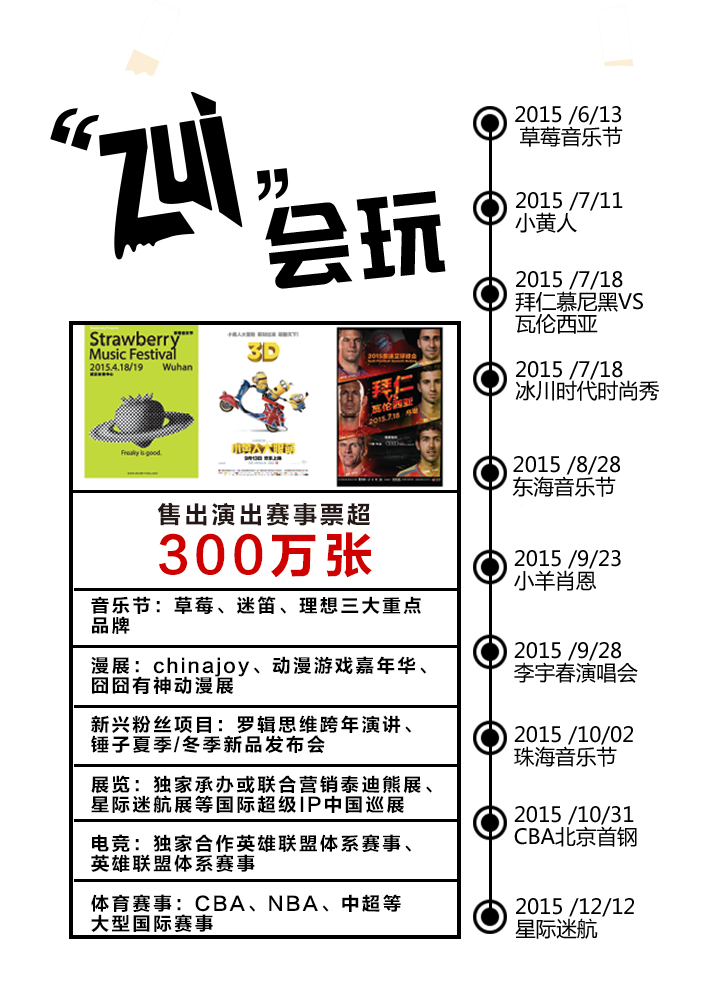 “ZUI”会玩
Strawberry
Music Festival
2015.4.18/19 Wuhan
Freaky is good.
3D
小黄人大眼萌
拜仁
瓦伦西亚
2015.7.18
售出演出赛事票超
300万张
音乐节：草莓、迷笛、理想三大重点
品牌
漫展：chinajoy、动漫游戏嘉年华、
囧囧有神动漫展
新兴粉丝项目：罗辑思维跨年演讲、
锤子夏季/冬季新品发布会
展览：独家承办或联合营销泰迪熊展、
星际迷航展等国际超级IP中国巡展
电竞：独家合作英雄联盟体系赛事、
英雄联盟体系赛事
体育赛事：CBA、NBA、中超等
大型国际赛事
2015 /6/13
草莓音乐节
2015 /7/11
小黄人
2015 /7/18
拜仁慕尼黑VS
瓦伦西亚
2015 /7/18
冰川时代时尚秀
2015 /8/28
东海音乐节
2015 /9/23
小羊肖恩
2015 /9/28
李宇春演唱会
2015 /10/02
珠海音乐节
2015 /10/31
CBA北京首钢
2015 /12/12
星际迷航